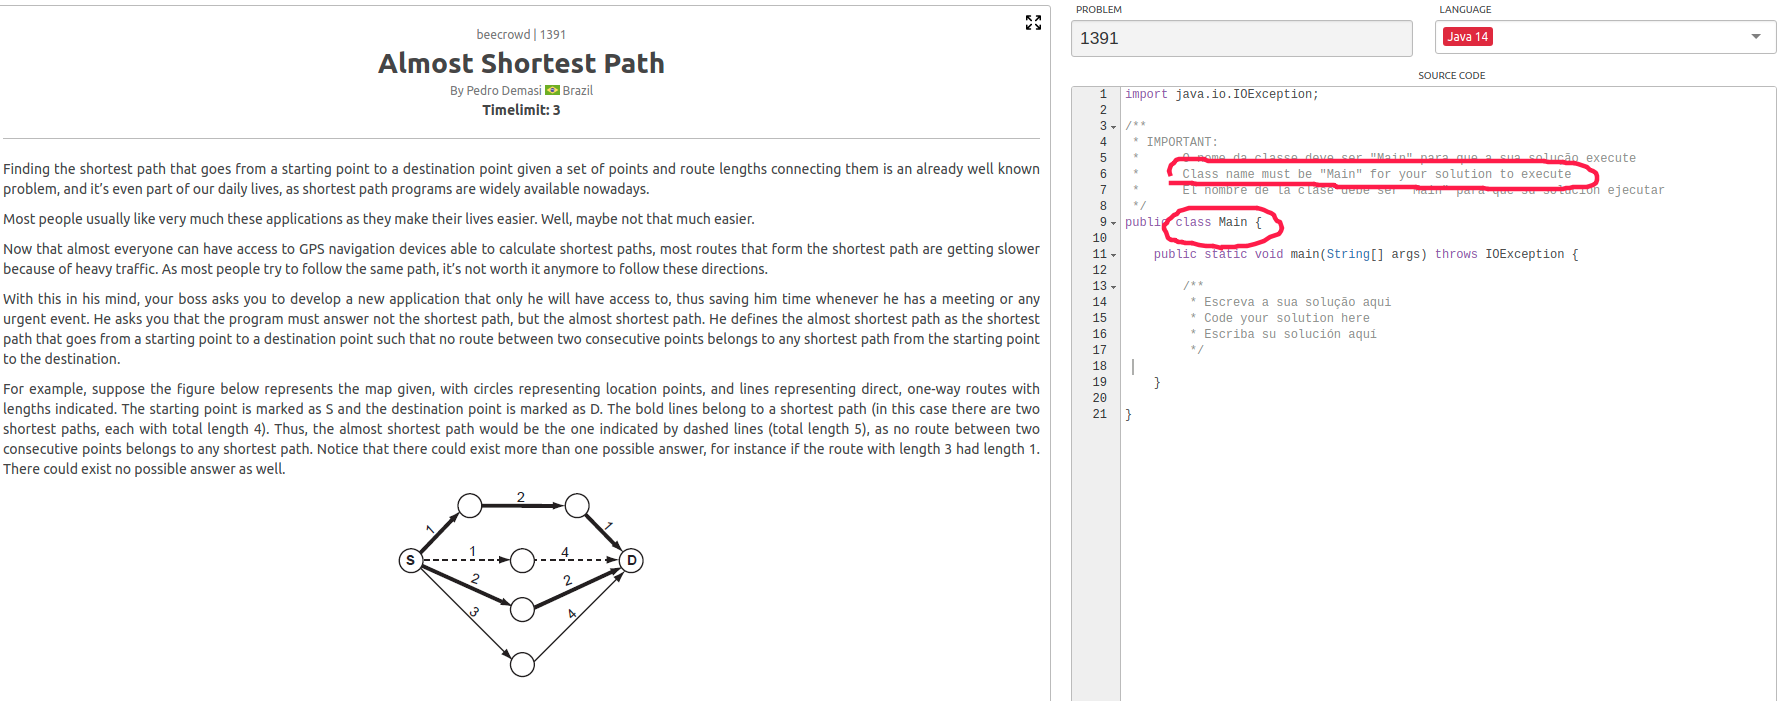 beecrowd | 1391
Almost Shortest Path
By Pedro Demasi Brazil
Timelimit: 3
Finding the shortest path that goes from a starting point to a destination point given a set of points and route lengths connecting them is an already well known
problem, and it’s even part of our daily lives, as shortest path programs are widely available nowadays.
Most people usually like very much these applications as they make their lives easier. Well, maybe not that much easier.
Now that almost everyone can have access to GPS navigation devices able to calculate shortest paths, most routes that form the shortest path are getting slower
because of heavy traffic. As most people try to follow the same path, it’s not worth it anymore to follow these directions.
With this in his mind, your boss asks you to develop a new application that only he will have access to, thus saving him time whenever he has a meeting or any
urgent event. He asks you that the program must answer not the shortest path, but the almost shortest path. He defines the almost shortest path as the shortest
path that goes from a starting point to a destination point such that no route between two consecutive points belongs to any shortest path from the starting point
to the destination.
For example, suppose the figure below represents the map given, with circles representing location points, and lines representing direct, one-way routes with
lengths indicated. The starting point is marked as S and the destination point is marked as D. The bold lines belong to a shortest path (in this case there are two
shortest paths, each with total length 4). Thus, the almost shortest path would be the one indicated by dashed lines (total length 5), as no route between two
consecutive points belongs to any shortest path. Notice that there could exist more than one possible answer, for instance if the route with length 3 had length 1.
There could exist no possible answer as well.
2
1
1
1
4
S
D
2
2
3
4
PROBLEM
1391
LANGUAGE
Java 14
SOURCE CODE
1 import java.io.IOException;
2
3 /**
4 * IMPORTANT:
5 * O nome da classe deve ser "Main" para que a sua solução execute
6 * Class name must be "Main" for your solution to execute
7 * El nombre de la clase debe ser "Main" para que su solución ejecutar
8 */
9 public class Main {
10
11 public static void main(String[] args) throws IOException {
12
13 /**
14 * Escreva a sua solução aqui
15 * Code your solution here
16 * Escriba su solución aqui
17 */
18
19 }
20
21 }